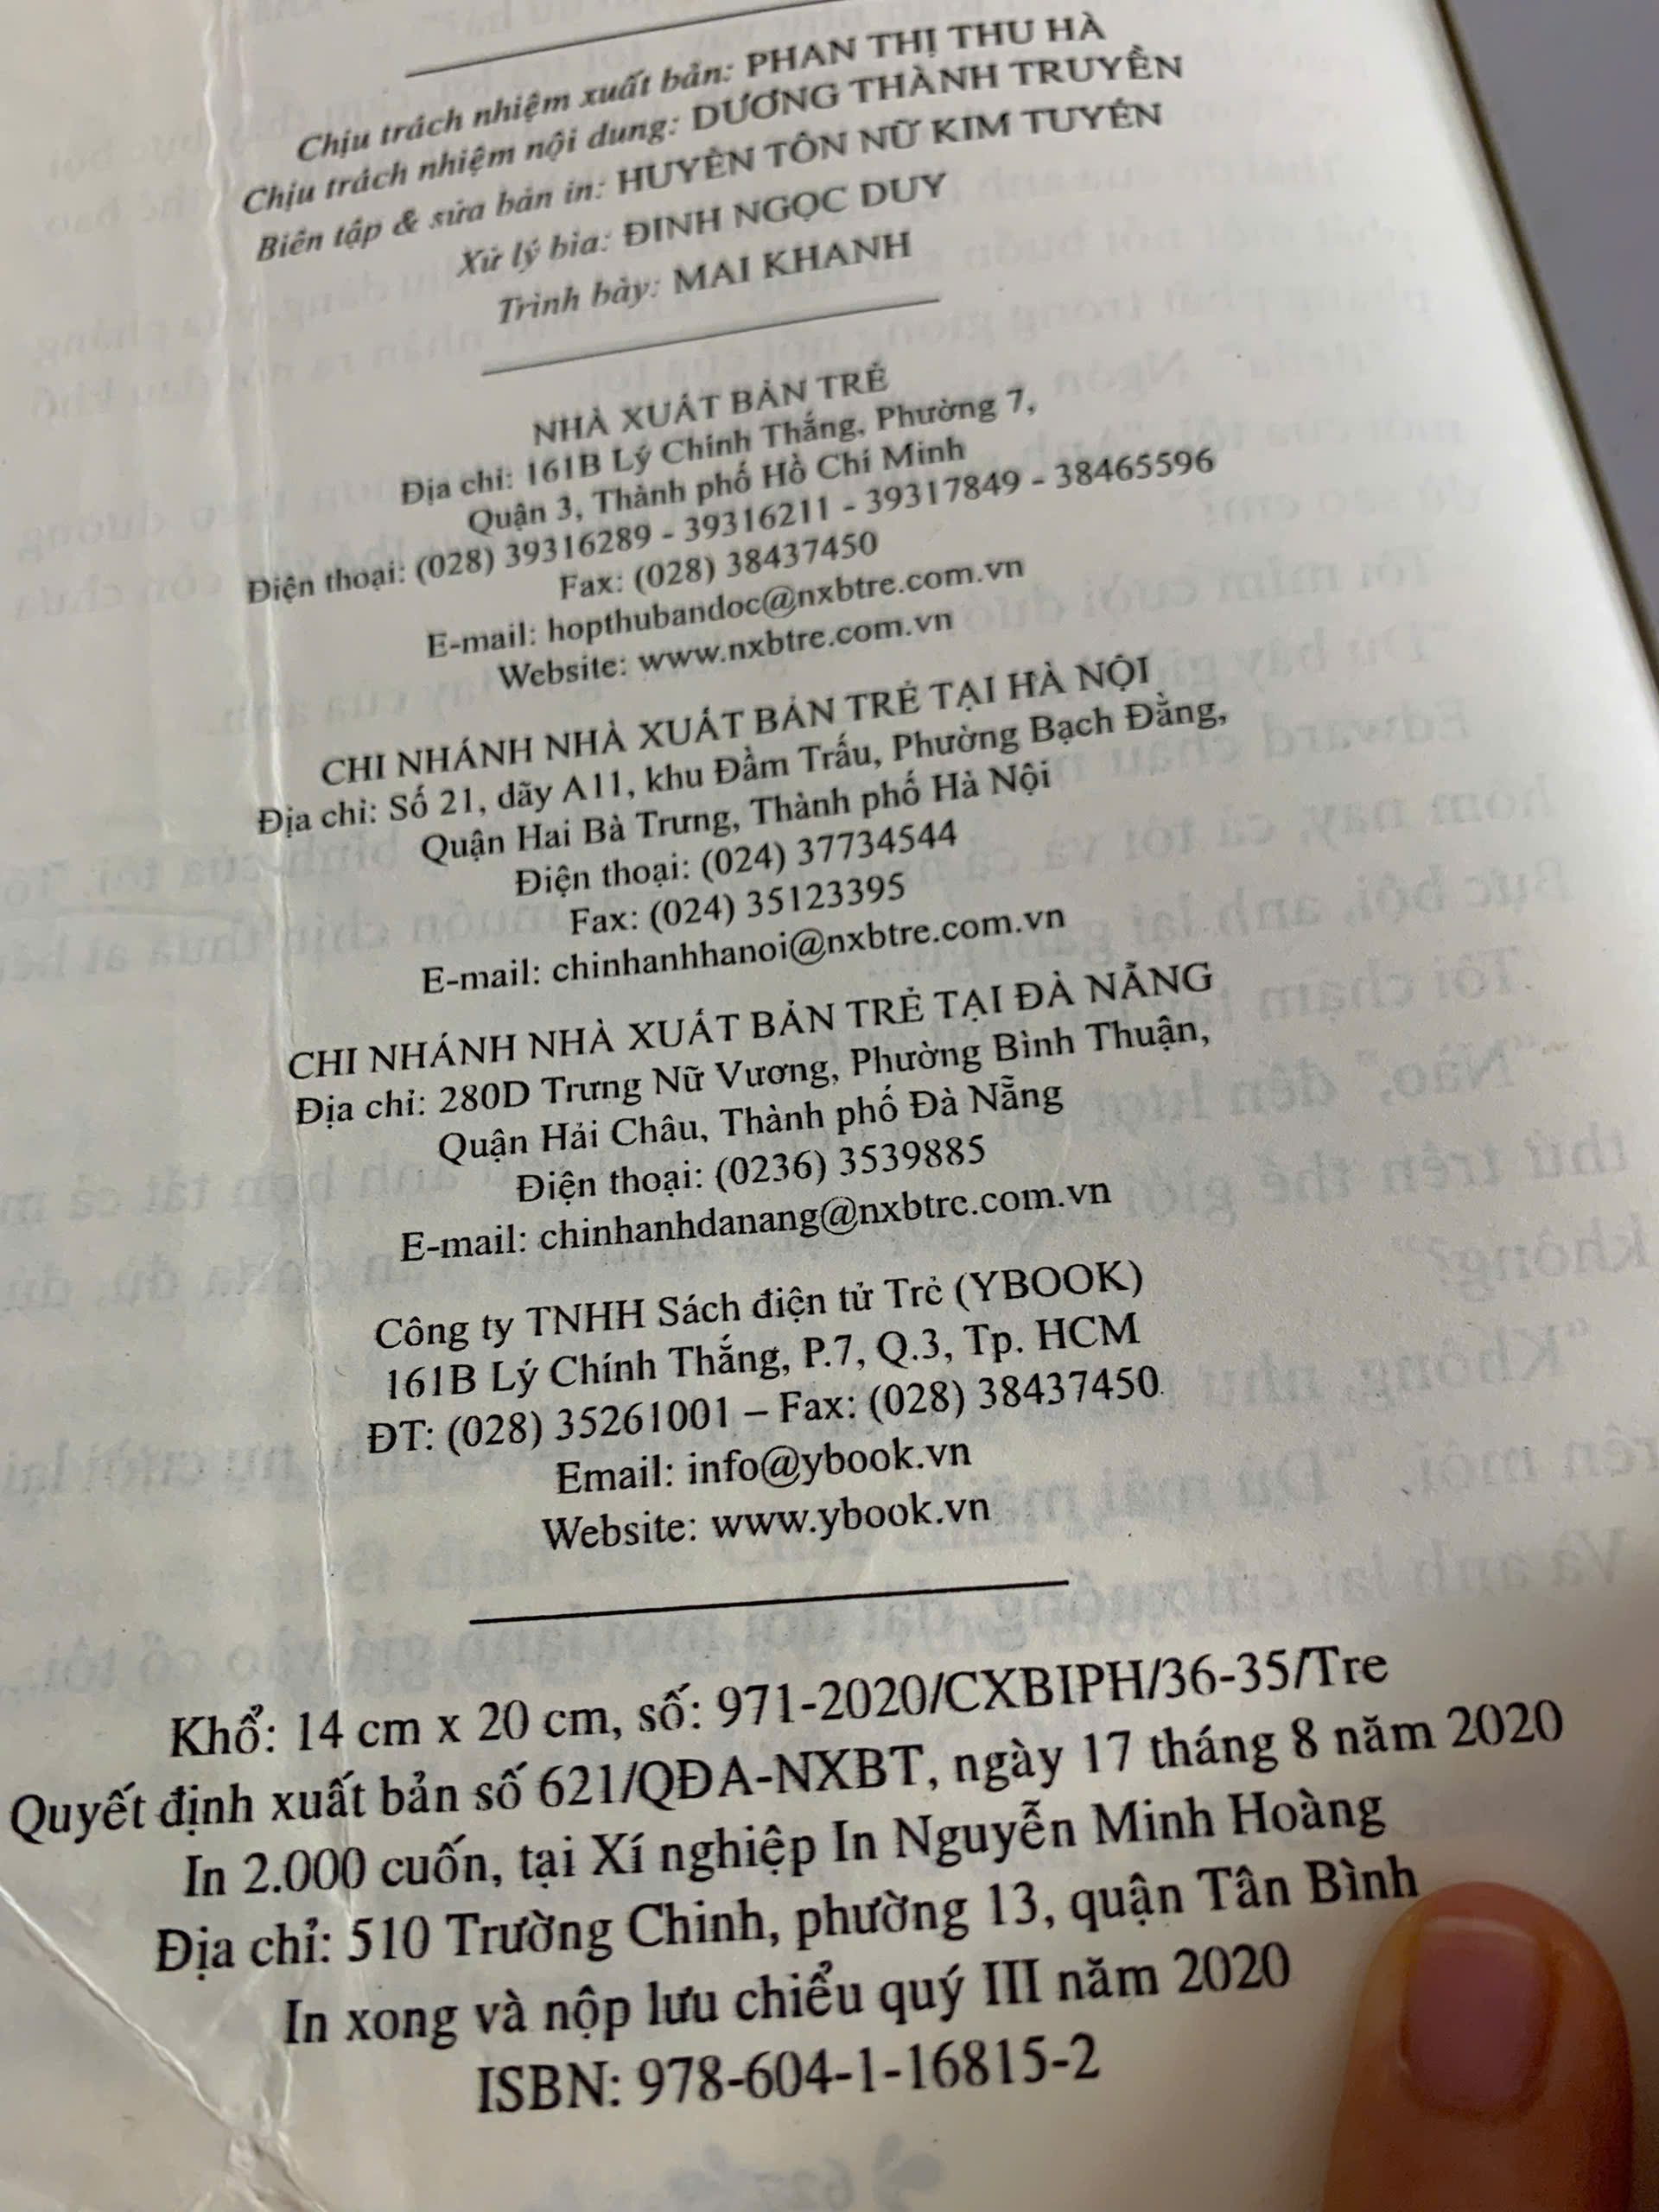 Chịu trách nhiệm xuất bản: PHAN THỊ THU HÀ
Chịu trách nhiệm nội dung: DƯƠNG THÀNH TRUYỀN
Biên tập & sửa bản in: HUYỀN TÔN NỮ KIM TUYẾN
Xử lý bìa: ĐINH NGỌC DUY
Trình bày: MAI KHANH
NHÀ XUẤT BẢN TRẺ
Địa chỉ: 161B Lý Chính Thắng, Phường 7,
Quận 3, Thành phố Hồ Chí Minh
Điện thoại: (028) 39316289 - 39316211 - 39317849 - 38465596
Fax: (028) 38437450
E-mail: hopthubandoc@nxbtre.com.vn
Website: www.nxbtre.com.vn
CHI NHÁNH NHÀ XUẤT BẢN TRẺ TẠI HÀ NỘI
Địa chỉ: Số 21, dãy A11, khu Đầm Trấu, Phường Bạch Đằng,
Quận Hai Bà Trưng, Thành phố Hà Nội
Điện thoại: (024) 37734544
Fax: (024) 35123395
E-mail: chinhanhhanoi@nxbtre.com.vn
CHI NHÁNH NHÀ XUẤT BẢN TRẺ TẠI ĐÀ NẴNG
Địa chỉ: 280D Trưng Nữ Vương, Phường Bình Thuận,
Quận Hải Châu, Thành phố Đà Nẵng
Điện thoại: (0236) 3539885
E-mail: chinhanhdanang@nxbtre.com.vn
Công ty TNHH Sách điện tử Trẻ (YBOOK)
161B Lý Chính Thắng, P.7, Q.3, Tp. HCM
ĐT: (028) 35261001 – Fax: (028) 38437450
Email: info@ybook.vn
Website: www.ybook.vn
Khổ: 14 cm x 20 cm, số: 971-2020/CXBIPH/36-35/Tre
Quyết định xuất bản số 621/QĐA-NXBT, ngày 17 tháng 8 năm 2020
In 2.000 cuốn, tại Xí nghiệp In Nguyễn Minh Hoàng
Địa chỉ: 510 Trường Chinh, phường 13, quận Tân Bình
In xong và nộp lưu chiểu quý III năm 2020
ISBN: 978-604-1-16815-2